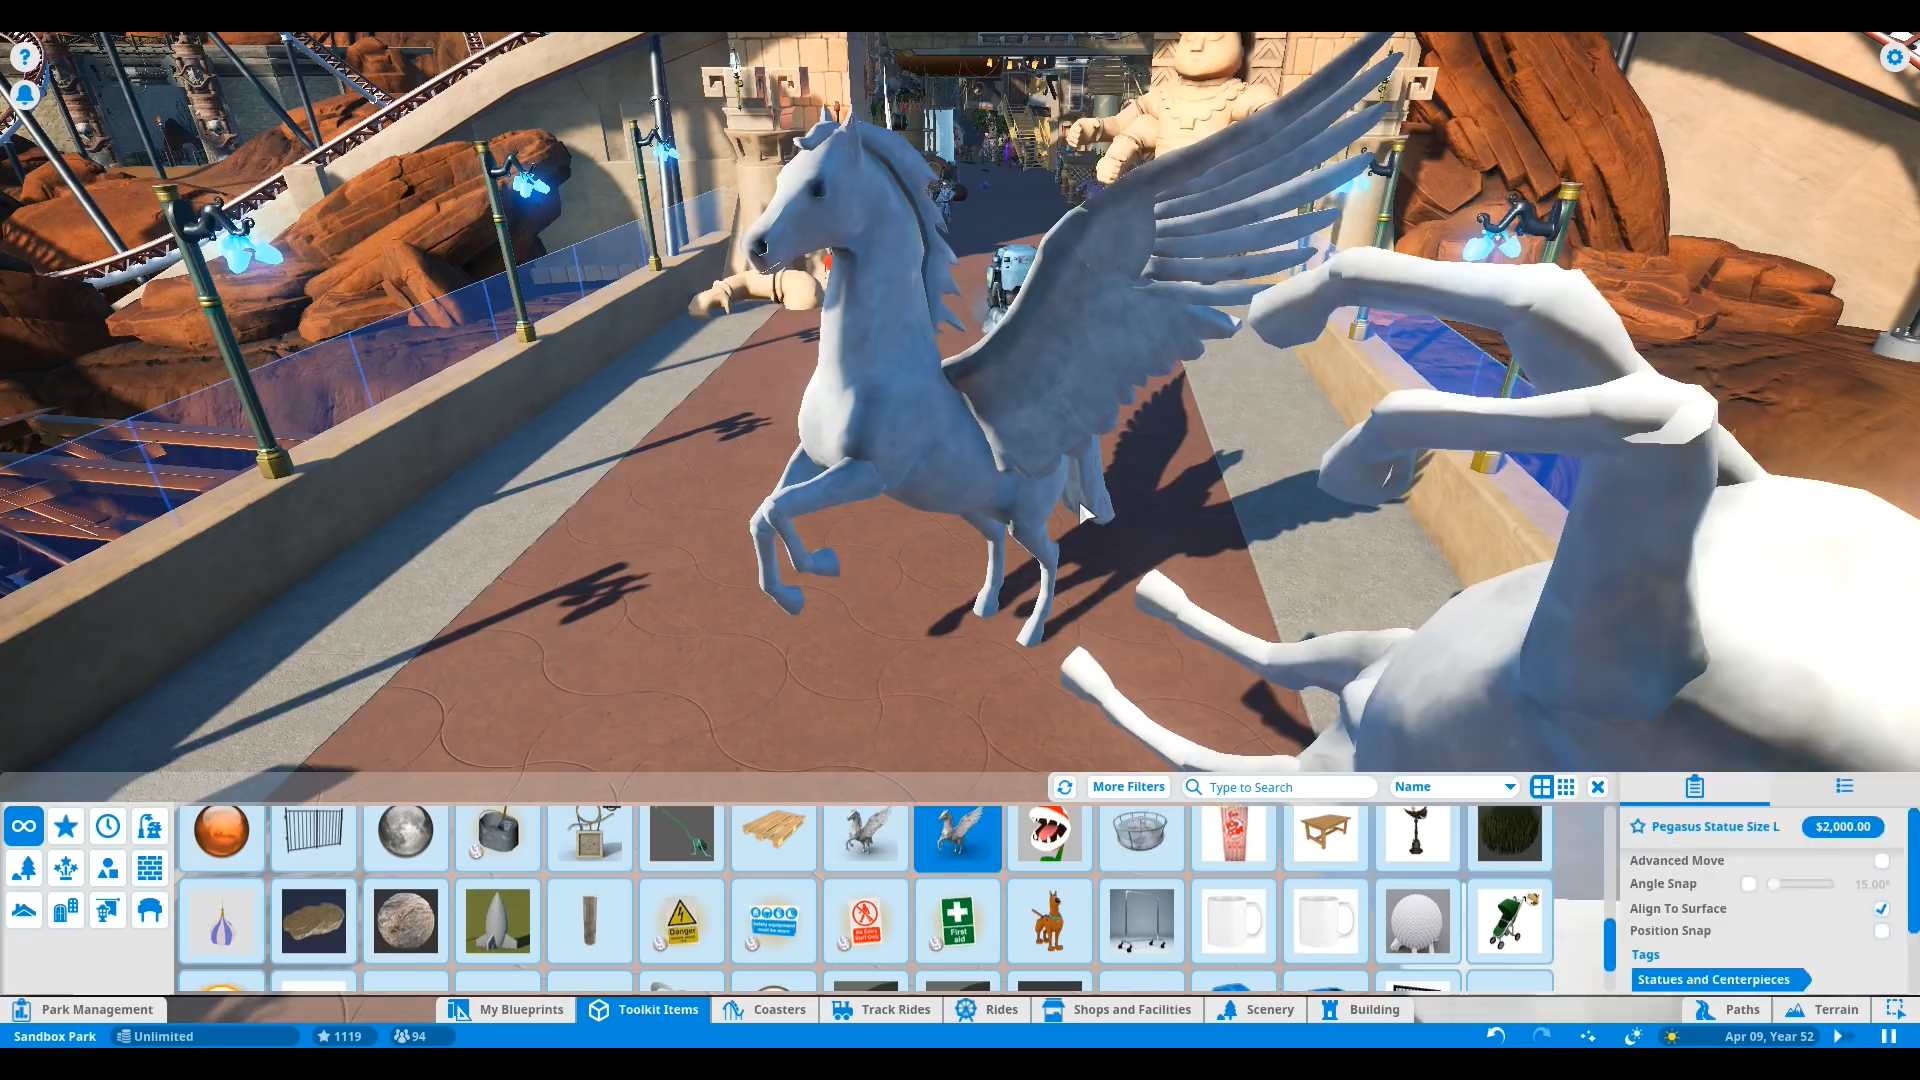 ?
More Filters
Type to Search
Name
Pegasus Statue Size L
$2,000.00
Advanced Move
Angle Snap
15.00°
Align To Surface
Position Snap
Tags
Statues and Centerpieces
Danger
First aid
Park Management
My Blueprints
Toolkit Items
Coasters
Track Rides
Rides
Shops and Facilities
Scenery
Building
Paths
Terrain
Sandbox Park
Unlimited
1119
94
Apr 09, Year 52